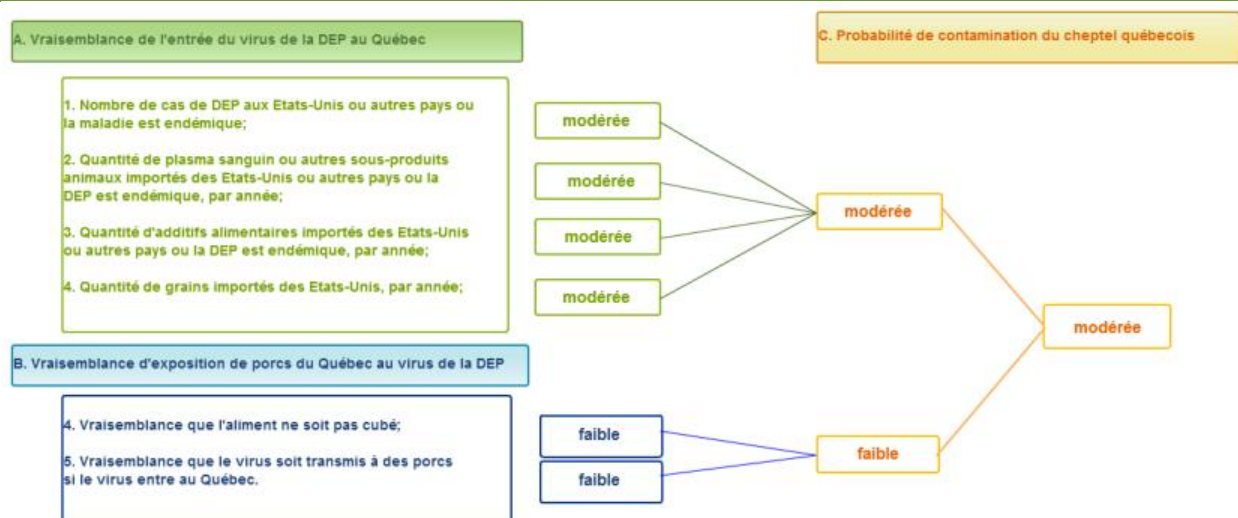 A. Vraisemblance de l'entrée du virus de la DEP au Québec
C. Probabilité de contamination du cheptel québecois
1. Nombre de cas de DEP aux Etats-Unis ou autres pays ou
la maladie est endémique;
modérée
2. Quantité de plasma sanguin ou autres sous-produits
animaux importés des Etats-Unis ou autres pays ou la
DEP est endémique, par année;
modérée
3. Quantité d'additifs alimentaires importés des Etats-Unis
ou autres pays ou la DEP est endémique, par année;
modérée
4. Quantité de grains importés des Etats-Unis, par année;
modérée
modérée
modérée
B. Vraisemblance d'exposition de porcs du Québec au virus de la DEP
4. Vraisemblance que l'aliment ne soit pas cubé;
faible
5. Vraisemblance que le virus soit transmis à des porcs
si le virus entre au Québec.
faible
faible